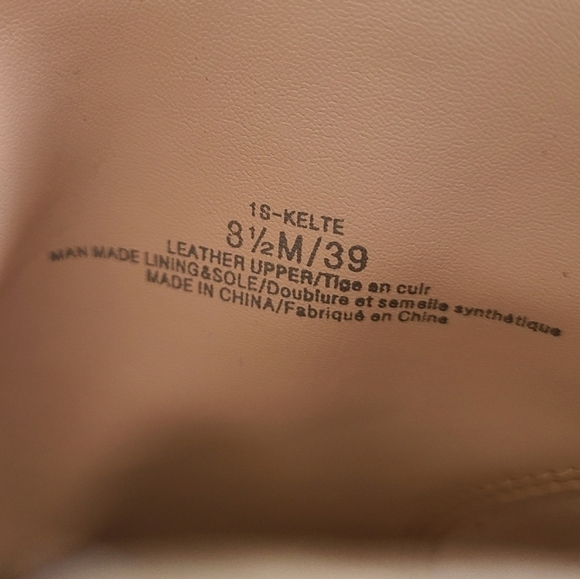 1S-KELTE
8½M/39
LEATHER UPPER/Tige en cuir
MAN MADE LINING&SOLE/Doublure et semelle synthétique
MADE IN CHINA/Fabriqué en Chine